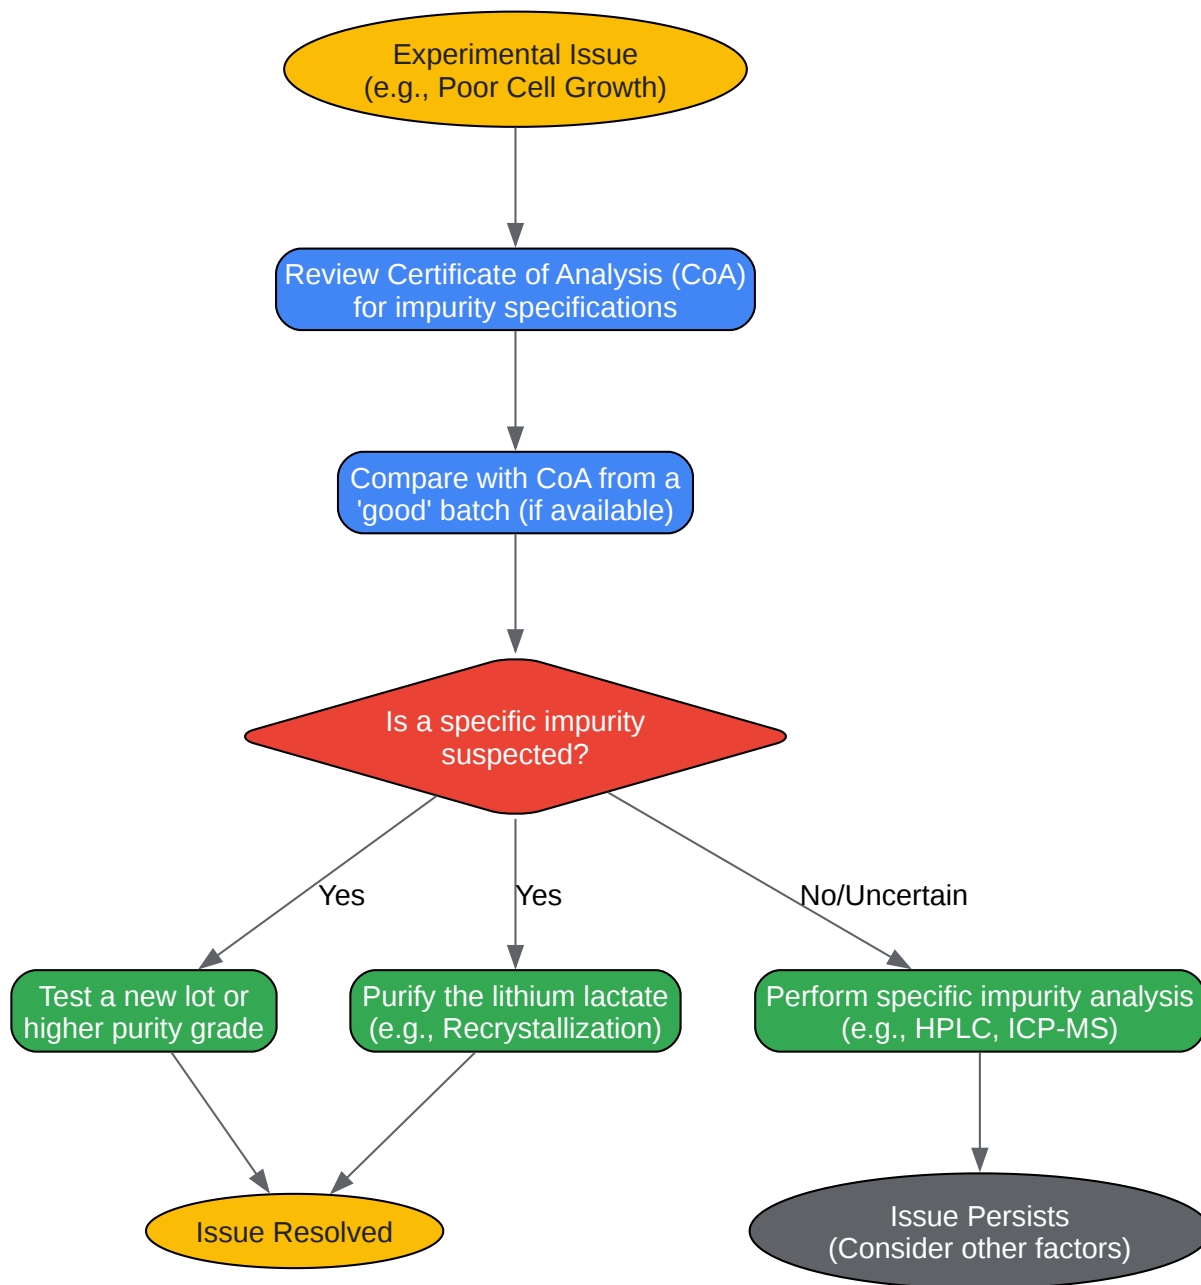 Experimental Issue
(e.g., Poor Cell Growth)
Review Certificate of Analysis (CoA)
for impurity specifications
Compare with CoA from a
'good' batch (if available)
Is a specific impurity
suspected?
Yes
Yes
No/Uncertain
Test a new lot or
higher purity grade
Purify the lithium lactate
(e.g., Recrystallization)
Perform specific impurity analysis
(e.g., HPLC, ICP-MS)
Issue Resolved
Issue Persists
(Consider other factors)